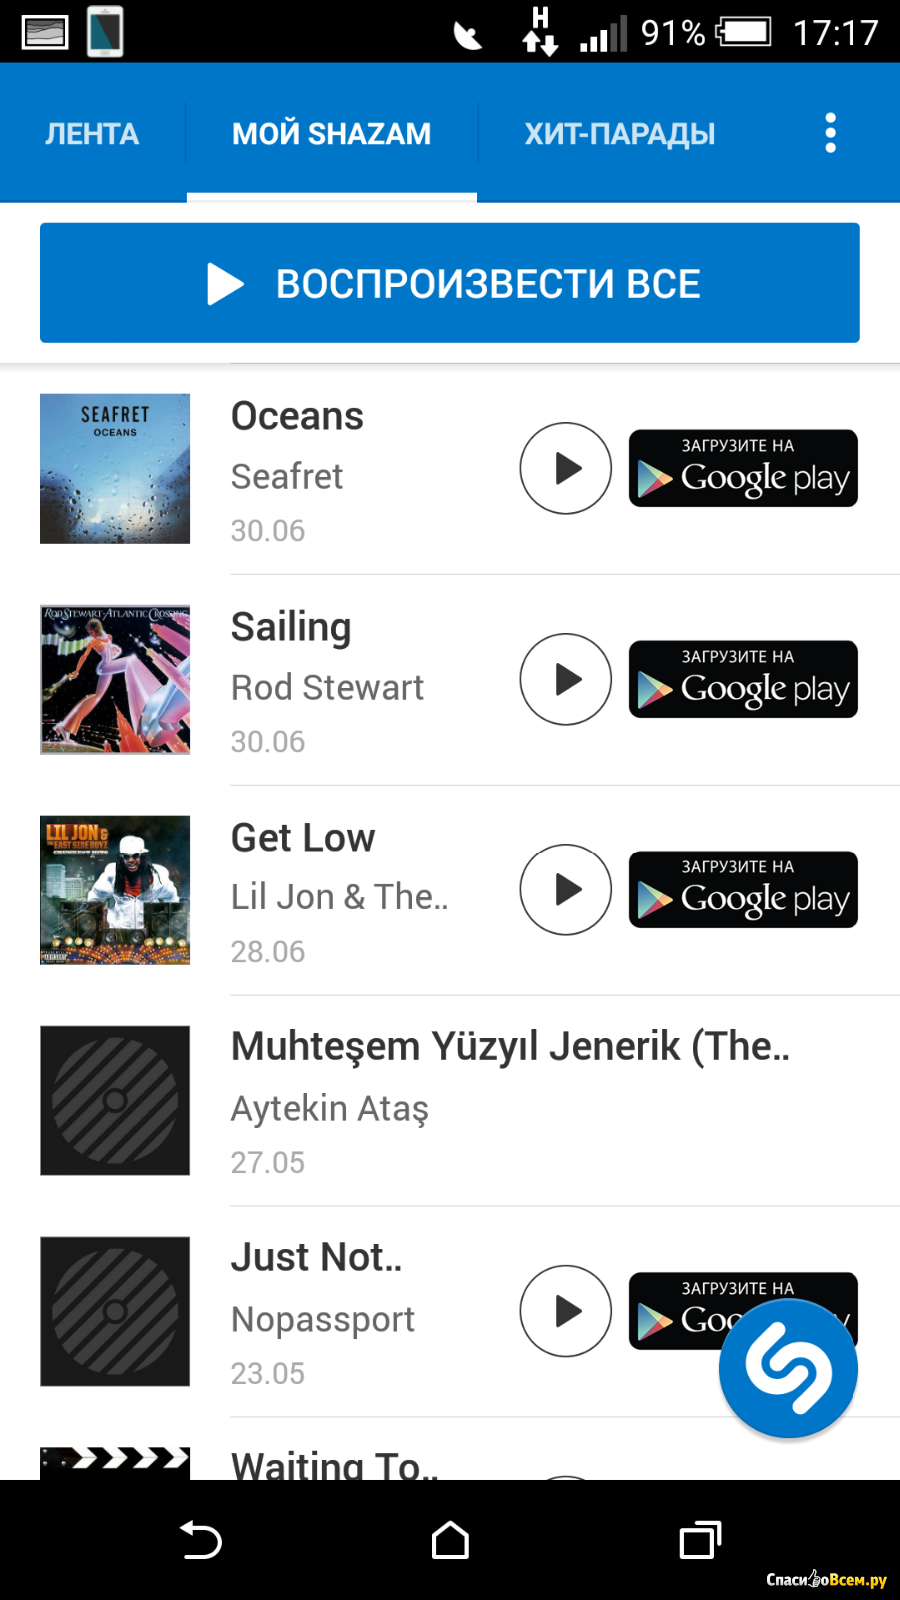 H 91% 17:17
ЛЕНТА МОЙ SHAZAM ХИТ-ПАРАДЫ
ВОСПРОИЗВЕСТИ ВСЕ
SEAFRET
OCEANS
Oceans
Seafret
30.06
ЗАГРУЗИТЕ НА
Google play
ROD STEWART-ATLANTIC CROSSING
Sailing
Rod Stewart
30.06
ЗАГРУЗИТЕ НА
Google play
LIL JON &
THE EAST SIDE BOYZ
Get Low
Lil Jon & The..
28.06
ЗАГРУЗИТЕ НА
Google play
Muhteşem Yüzyıl Jenerik (The..
Aytekin Ataş
27.05
Just Not..
Nopassport
23.05
ЗАГРУЗИТЕ НА
Goo y
Waiting To..
СпасибоВсем.ру